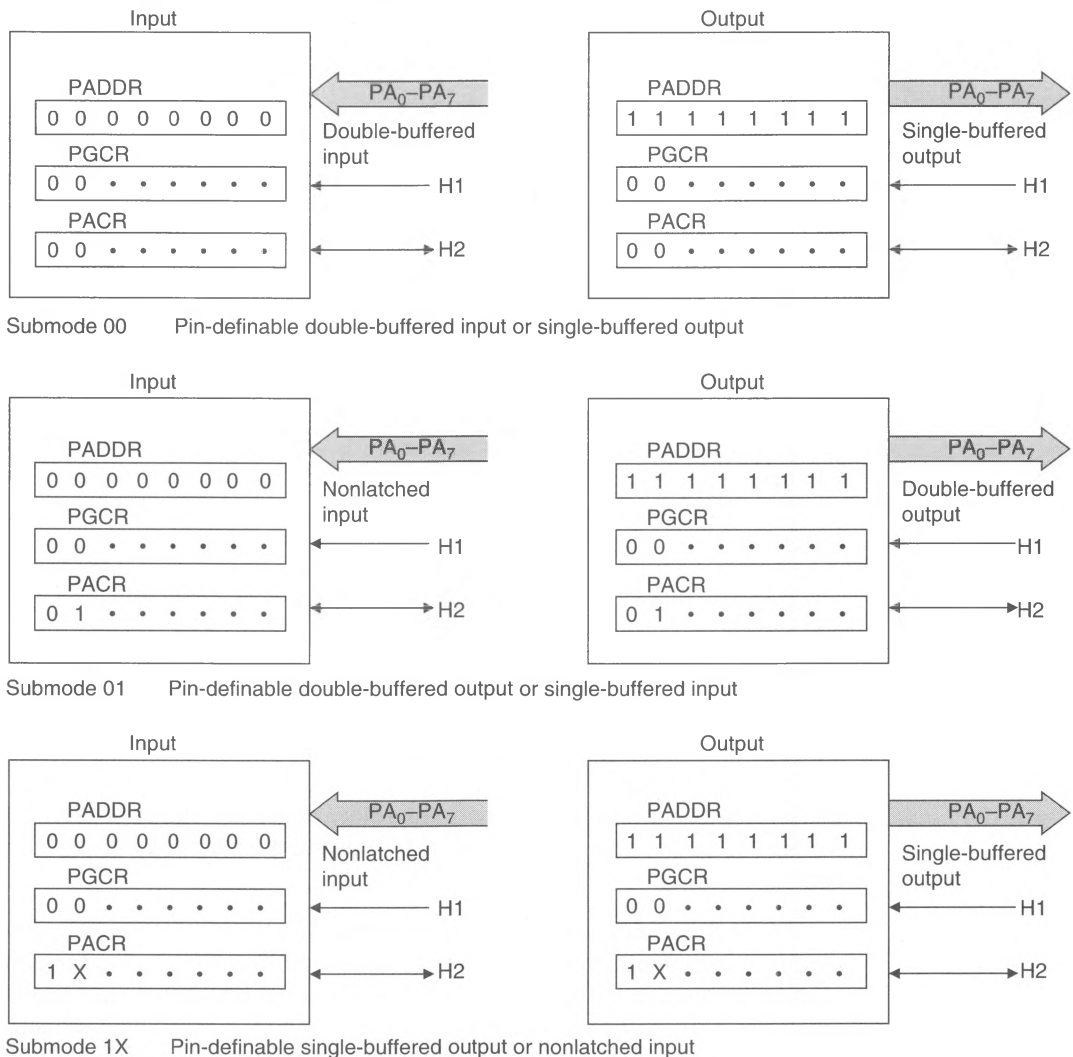 Input
PADDR
0 0 0 0 0 0 0 0
PGCR
0 0 • • • • • •
PACR
0 0 • • • • • •
PA0–PA7
Double-buffered
input
H1
H2
Output
PADDR
1 1 1 1 1 1 1 1
PGCR
0 0 • • • • • •
PACR
0 0 • • • • • •
PA0–PA7
Single-buffered
output
H1
H2
Submode 00 Pin-definable double-buffered input or single-buffered output
Input
PADDR
0 0 0 0 0 0 0 0
PGCR
0 0 • • • • • •
PACR
0 1 • • • • • •
PA0–PA7
Nonlatched
input
H1
H2
Output
PADDR
1 1 1 1 1 1 1 1
PGCR
0 0 • • • • • •
PACR
0 1 • • • • • •
PA0–PA7
Double-buffered
output
H1
H2
Submode 01 Pin-definable double-buffered output or single-buffered input
Input
PADDR
0 0 0 0 0 0 0 0
PGCR
0 0 • • • • • •
PACR
1 X • • • • • •
PA0–PA7
Nonlatched
input
H1
H2
Output
PADDR
1 1 1 1 1 1 1 1
PGCR
0 0 • • • • • •
PACR
1 X • • • • • •
PA0–PA7
Single-buffered
output
H1
H2
Submode 1X Pin-definable single-buffered output or nonlatched input